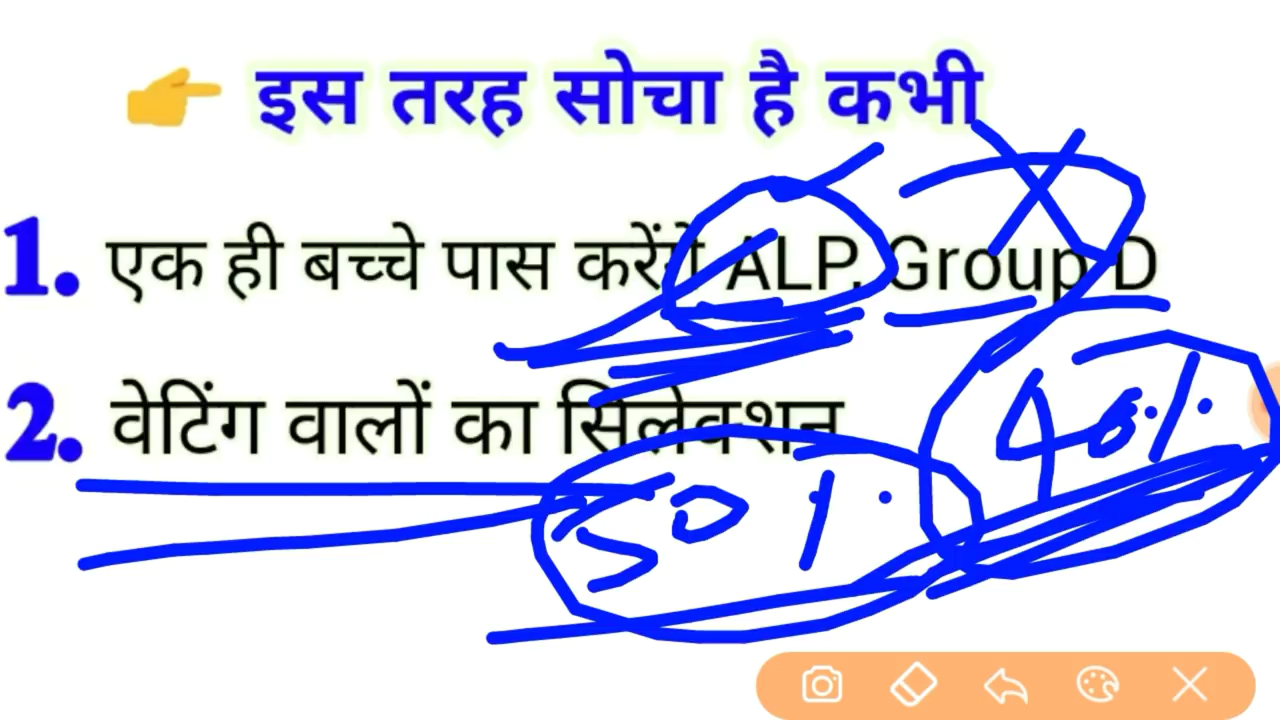 इस तरह सोचा है कभी
1. एक ही बच्चे पास करेंगे ALP, Group D
2. वेटिंग वालों का सिलेक्शन
50% 40%